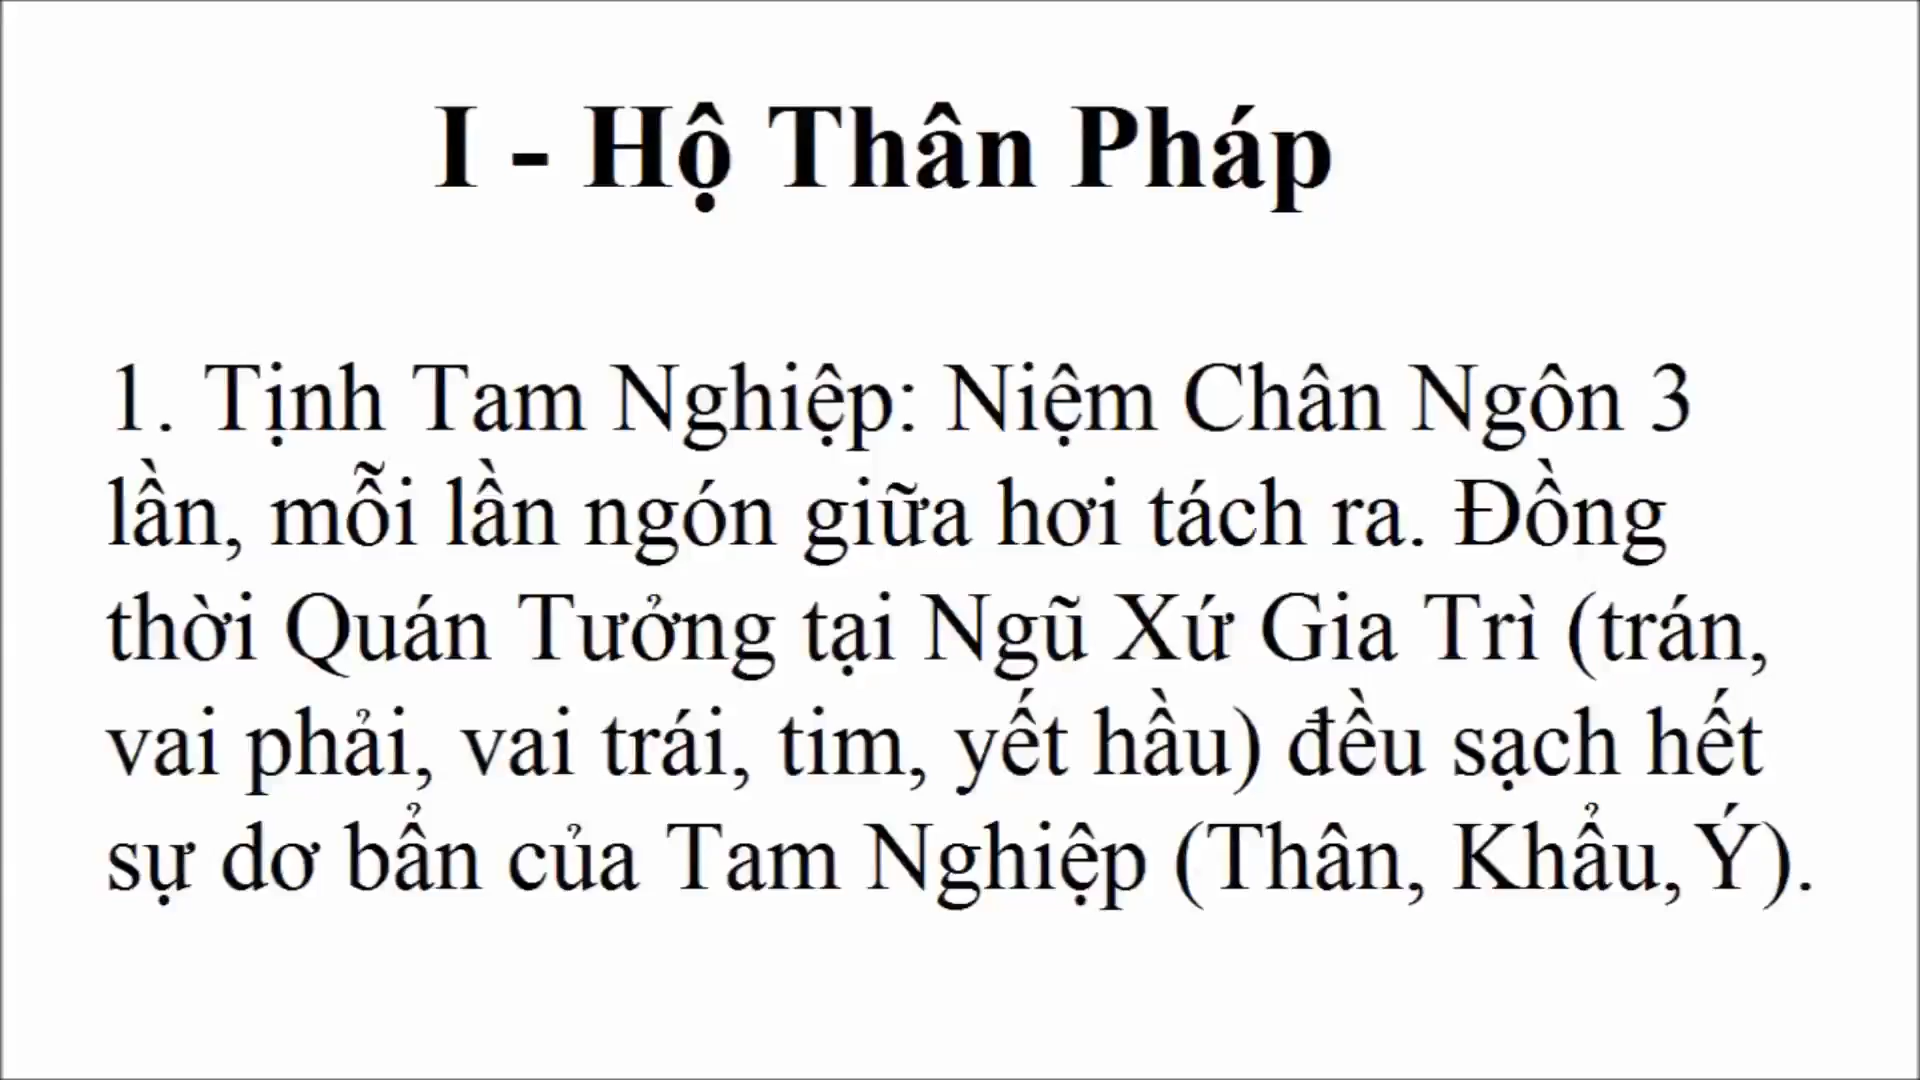 I - Hộ Thân Pháp
1. Tịnh Tam Nghiệp: Niệm Chân Ngôn 3
lần, mỗi lần ngón giữa hơi tách ra. Đồng
thời Quán Tưởng tại Ngũ Xứ Gia Trì (trán,
vai phải, vai trái, tim, yết hầu) đều sạch hết
sự dơ bẩn của Tam Nghiệp (Thân, Khẩu, Ý).